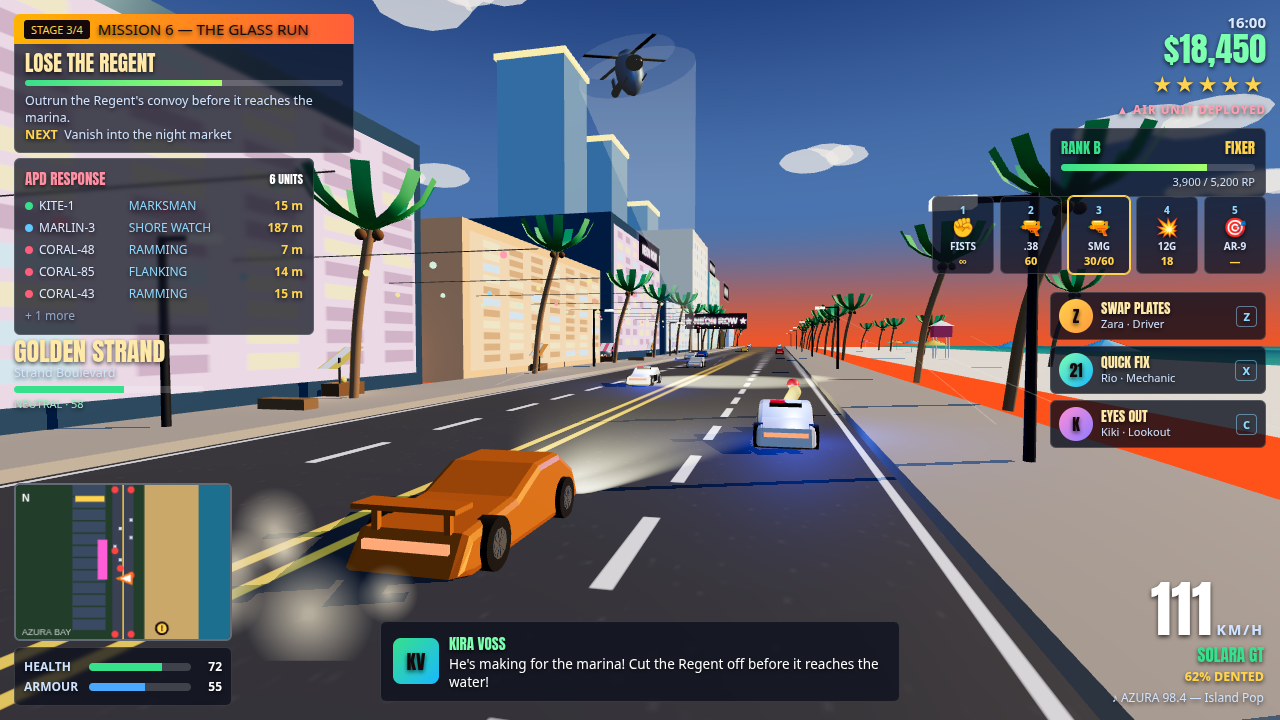 STAGE 3/4 MISSION 6 — THE GLASS RUN
LOSE THE REGENT
Outrun the Regent's convoy before it reaches the
marina.
NEXT Vanish into the night market
APD RESPONSE 6 UNITS
KITE-1 MARKSMAN 15 m
MARLIN-3 SHORE WATCH 187 m
CORAL-48 RAMMING 7 m
CORAL-85 FLANKING 14 m
CORAL-43 RAMMING 15 m
+ 1 more
GOLDEN STRAND
Strand Boulevard
NEUTRAL · 58
N
AZURA BAY
HEALTH 72
ARMOUR 55
★ NEON ROW ★
KV
KIRA VOSS
He's making for the marina! Cut the Regent off before it reaches the
water!
16:00
$18,450
★★★★★
▲ AIR UNIT DEPLOYED
RANK B FIXER
3,900 / 5,200 RP
1 FISTS ∞
2 .38 60
3 SMG 30/60
4 12G 18
5 AR-9 —
Z SWAP PLATES Z
Zara · Driver
21 QUICK FIX X
Rio · Mechanic
K EYES OUT C
Kiki · Lookout
111 KM/H
SOLARA GT
62% DENTED
♪ AZURA 98.4 — Island Pop